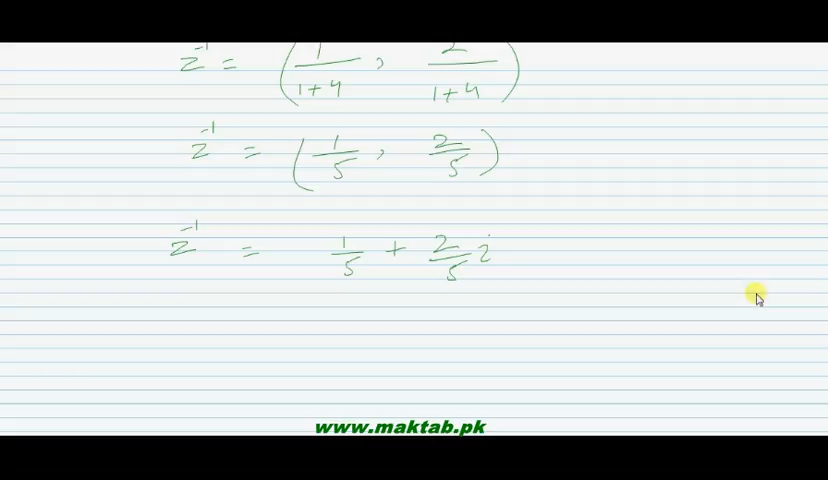 z⁻¹ = (1/(1+4), 2/(1+4))
z⁻¹ = (1/5, 2/5)
z⁻¹ = 1/5 + 2/5 i
www.maktab.pk